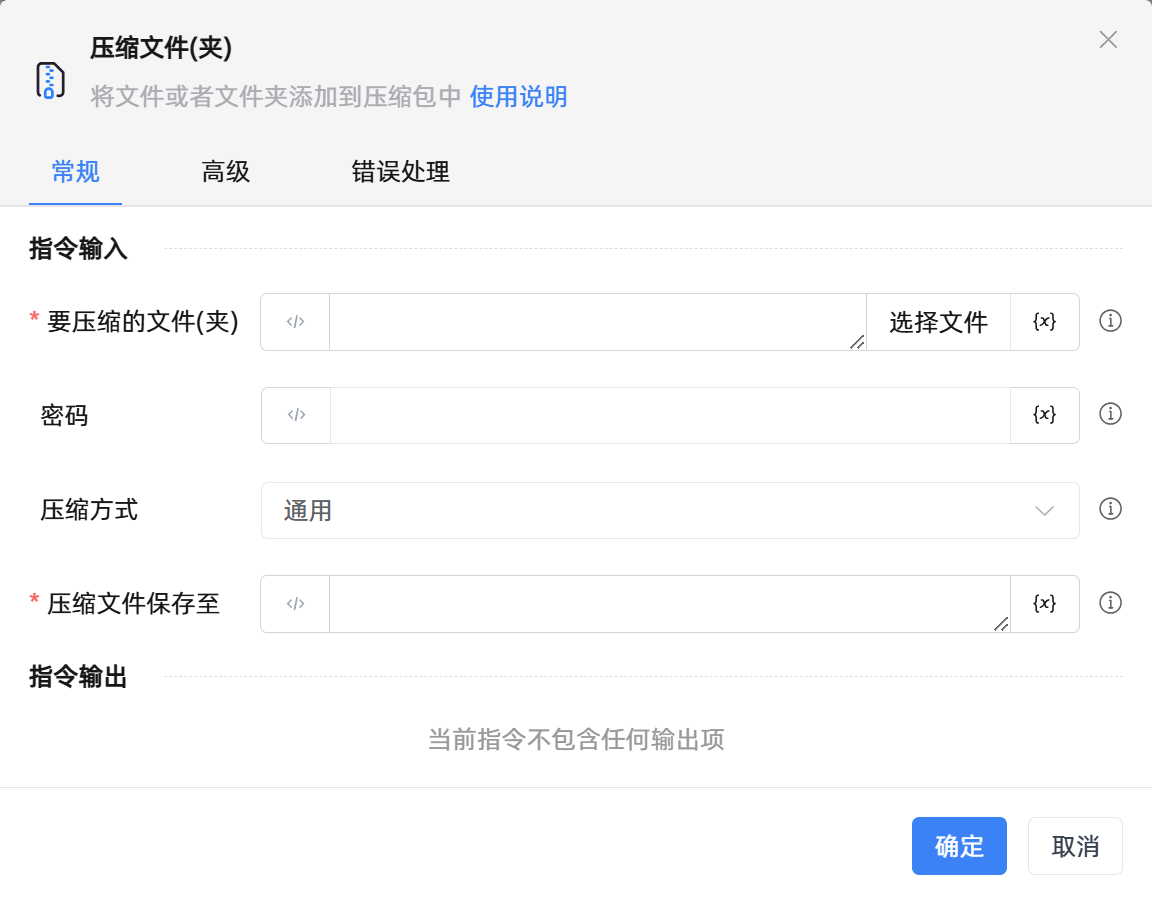 压缩文件(夹)
将文件或者文件夹添加到压缩包中 使用说明
常规 高级 错误处理
指令输入
* 要压缩的文件(夹) </> 选择文件 {x}
密码 </> {x}
压缩方式 通用
* 压缩文件保存至 </> {x}
指令输出
当前指令不包含任何输出项
确定 取消